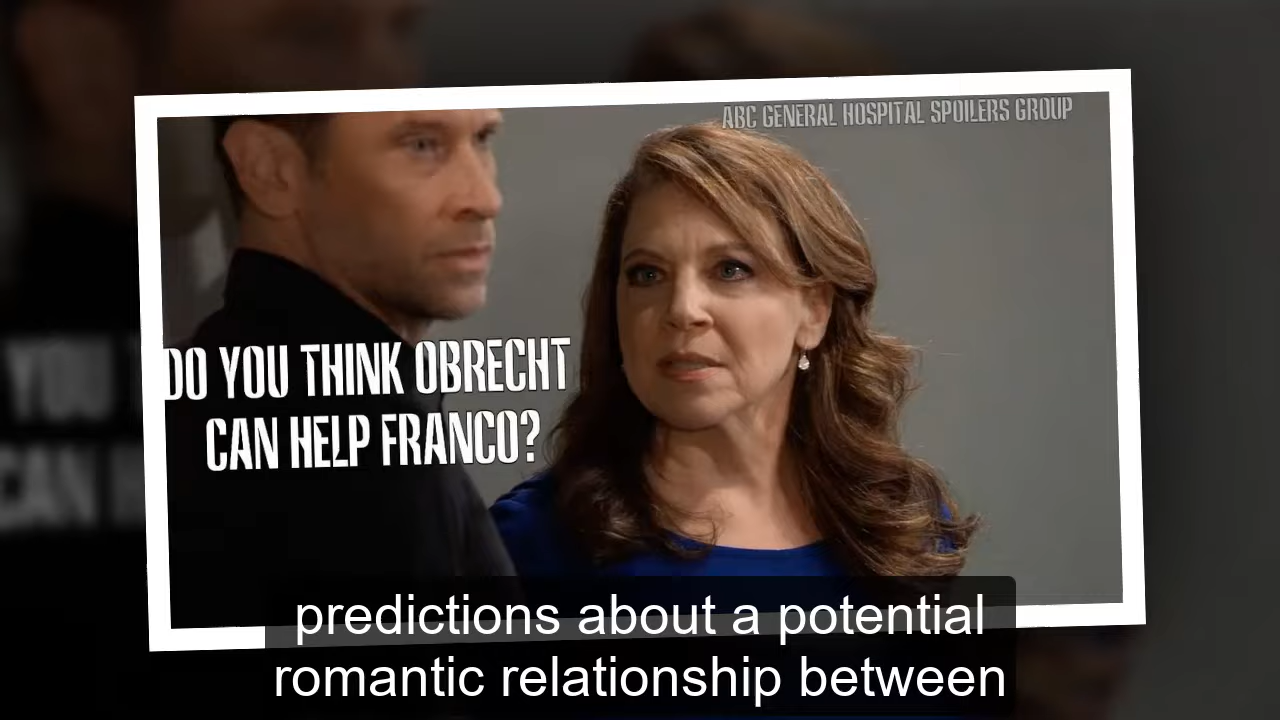 ABC GENERAL HOSPITAL SPOILERS GROUP
DO YOU THINK OBRECHT
CAN HELP FRANCO?
predictions about a potential
romantic relationship between